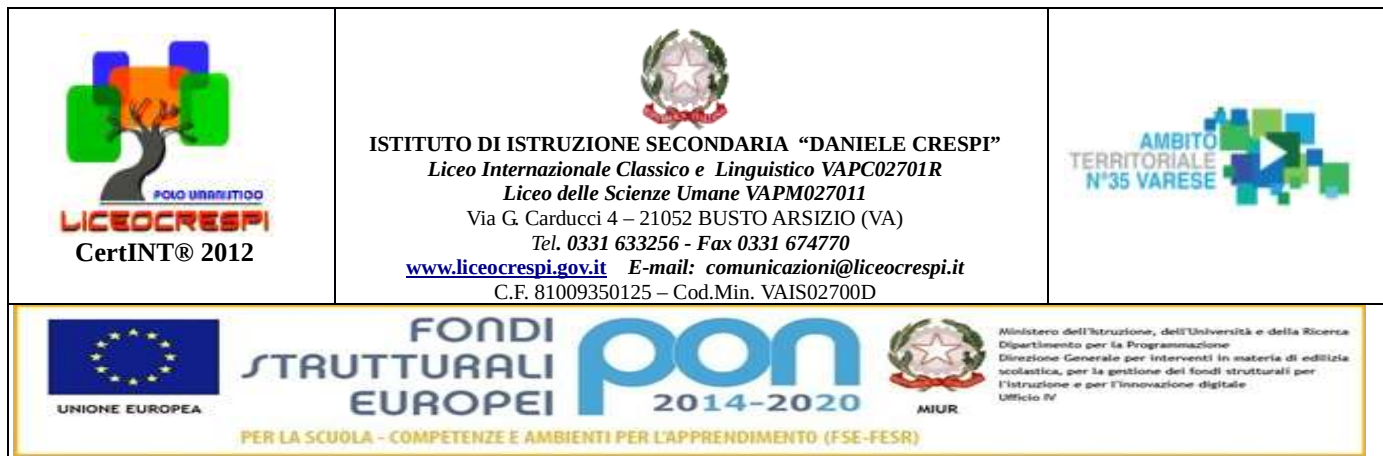 POLO UMANISTICO
LICEOCRESPI
CertINT® 2012
ISTITUTO DI ISTRUZIONE SECONDARIA “DANIELE CRESPI”
Liceo Internazionale Classico e Linguistico VAPC02701R
Liceo delle Scienze Umane VAPM027011
Via G. Carducci 4 – 21052 BUSTO ARSIZIO (VA)
Tel. 0331 633256 - Fax 0331 674770
www.liceocrespi.gov.it E-mail: comunicazioni@liceocrespi.it
C.F. 81009350125 – Cod.Min. VAIS02700D
AMBITO
TERRITORIALE
N°35 VARESE
UNIONE EUROPEA
FONDI
STRUTTURALI
EUROPEI
pon
2014-2020
MIUR
Ministero dell'Istruzione, dell'Università e della Ricerca
Dipartimento per la Programmazione
Direzione Generale per interventi in materia di edilizia
scolastica, per la gestione dei fondi strutturali per
l'istruzione e per l'innovazione digitale
Ufficio IV
PER LA SCUOLA - COMPETENZE E AMBIENTI PER L'APPRENDIMENTO (FSE-FESR)